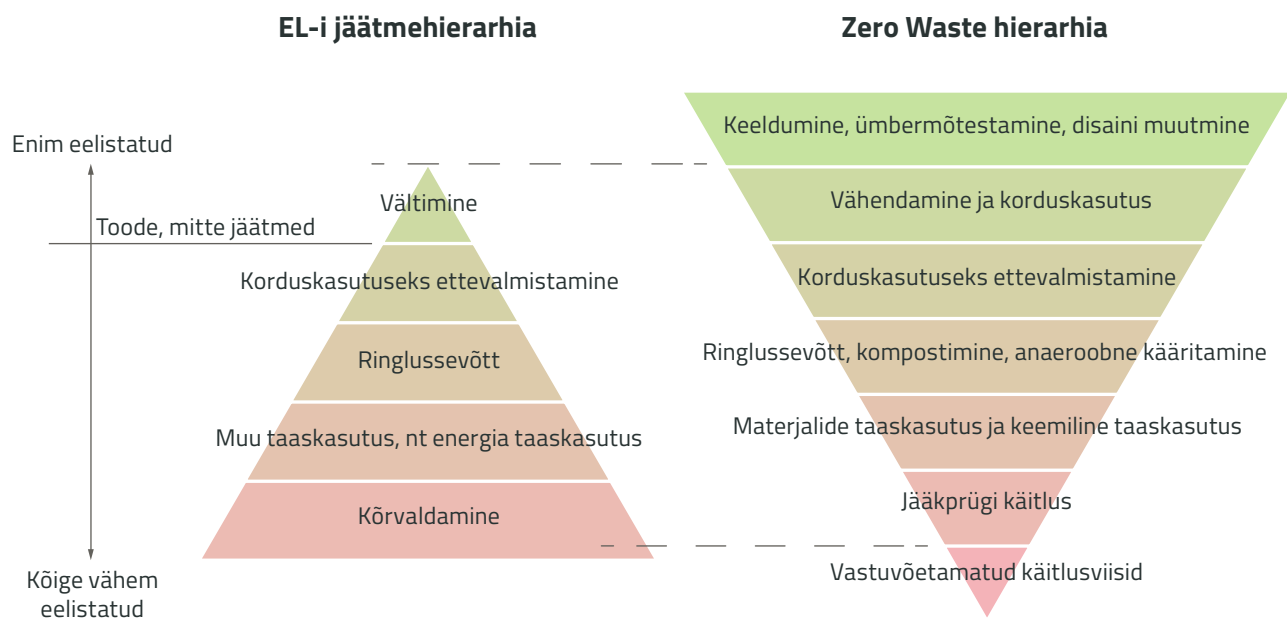 EL-i jäätmehierarhia
Zero Waste hierarhia
Enim eelistatud
Toode, mitte jäätmed
Kõige vähem
eelistatud
Vältimine
Korduskasutuseks ettevalmistamine
Ringlussevõtt
Muu taaskasutus, nt energia taaskasutus
Kõrvaldamine
Keeldumine, ümbermõtestamine, disaini muutmine
Vähendamine ja korduskasutus
Korduskasutuseks ettevalmistamine
Ringlussevõtt, kompostimine, anaeroobne kääritamine
Materjalide taaskasutus ja keemiline taaskasutus
Jääkprügi käitlus
Vastuvõetamatud käitlusviisid